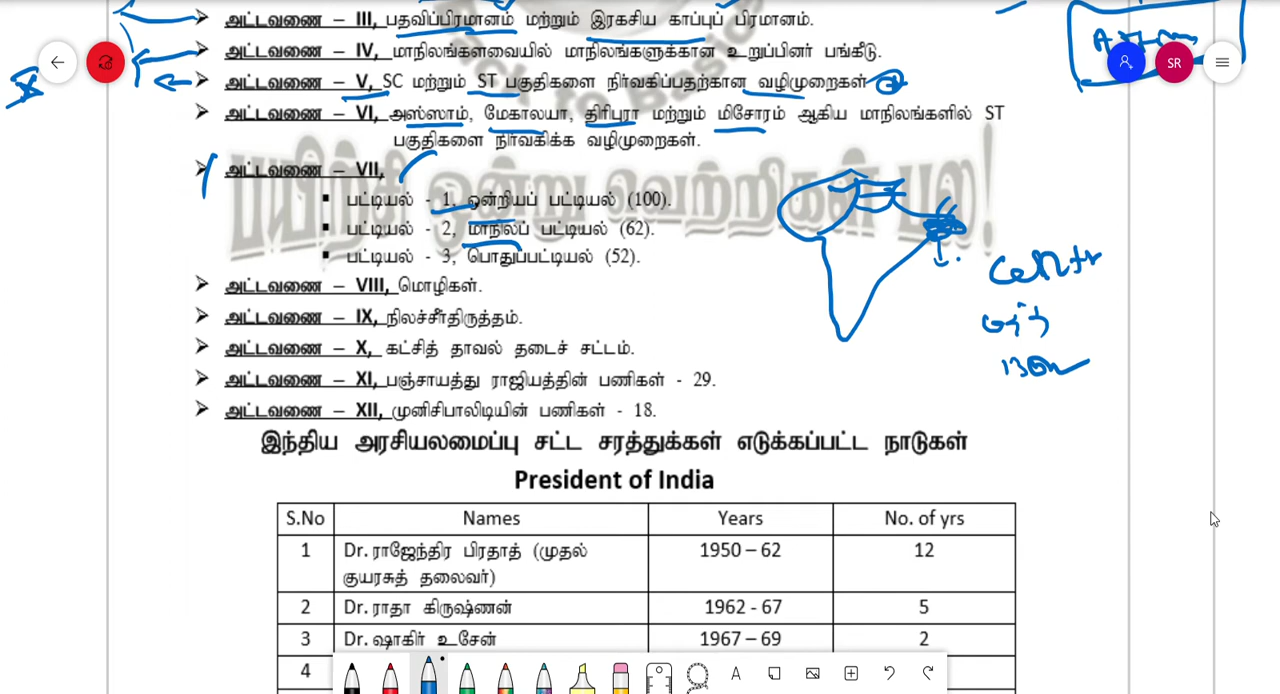 அட்டவணை – III, பதவிப்பிரமானம் மற்றும் இரகசிய காப்புப் பிரமானம்.
அட்டவணை – IV, மாநிலங்களவையில் மாநிலங்களுக்கான உறுப்பினர் பங்கீடு.
SR
அட்டவணை – V, SC மற்றும் ST பகுதிகளை நிர்வகிப்பதற்கான வழிமுறைகள்
அட்டவணை – VI, அஸ்ஸாம், மேகாலயா, திரிபுரா மற்றும் மிசோரம் ஆகிய மாநிலங்களில் ST
பகுதிகளை நிர்வகிக்க வழிமுறைகள்.
பயிற்சி ஒன்று வெற்றிகள் பல!
அட்டவணை – VII,
பட்டியல் - 1, ஒன்றியப் பட்டியல் (100).
பட்டியல் - 2, மாநிலப் பட்டியல் (62).
பட்டியல் - 3, பொதுப்பட்டியல் (52).
அட்டவணை – VIII, மொழிகள்.
அட்டவணை – IX, நிலச்சீர்திருத்தம்.
அட்டவணை – X, கட்சித் தாவல் தடைச் சட்டம்.
அட்டவணை – XI, பஞ்சாயத்து ராஜியத்தின் பணிகள் - 29.
அட்டவணை – XII, முனிசிபாலிடியின் பணிகள் - 18.
இந்திய அரசியலமைப்பு சட்ட சரத்துக்கள் எடுக்கப்பட்ட நாடுகள்
President of India
S.No Names Years No. of yrs
1 Dr. ராஜேந்திர பிரதாத் (முதல் குயரசுத் தலைவர்) 1950 – 62 12
2 Dr. ராதா கிருஷ்ணன் 1962 - 67 5
3 Dr. ஷாகிர் உசேன் 1967 – 69 2
4